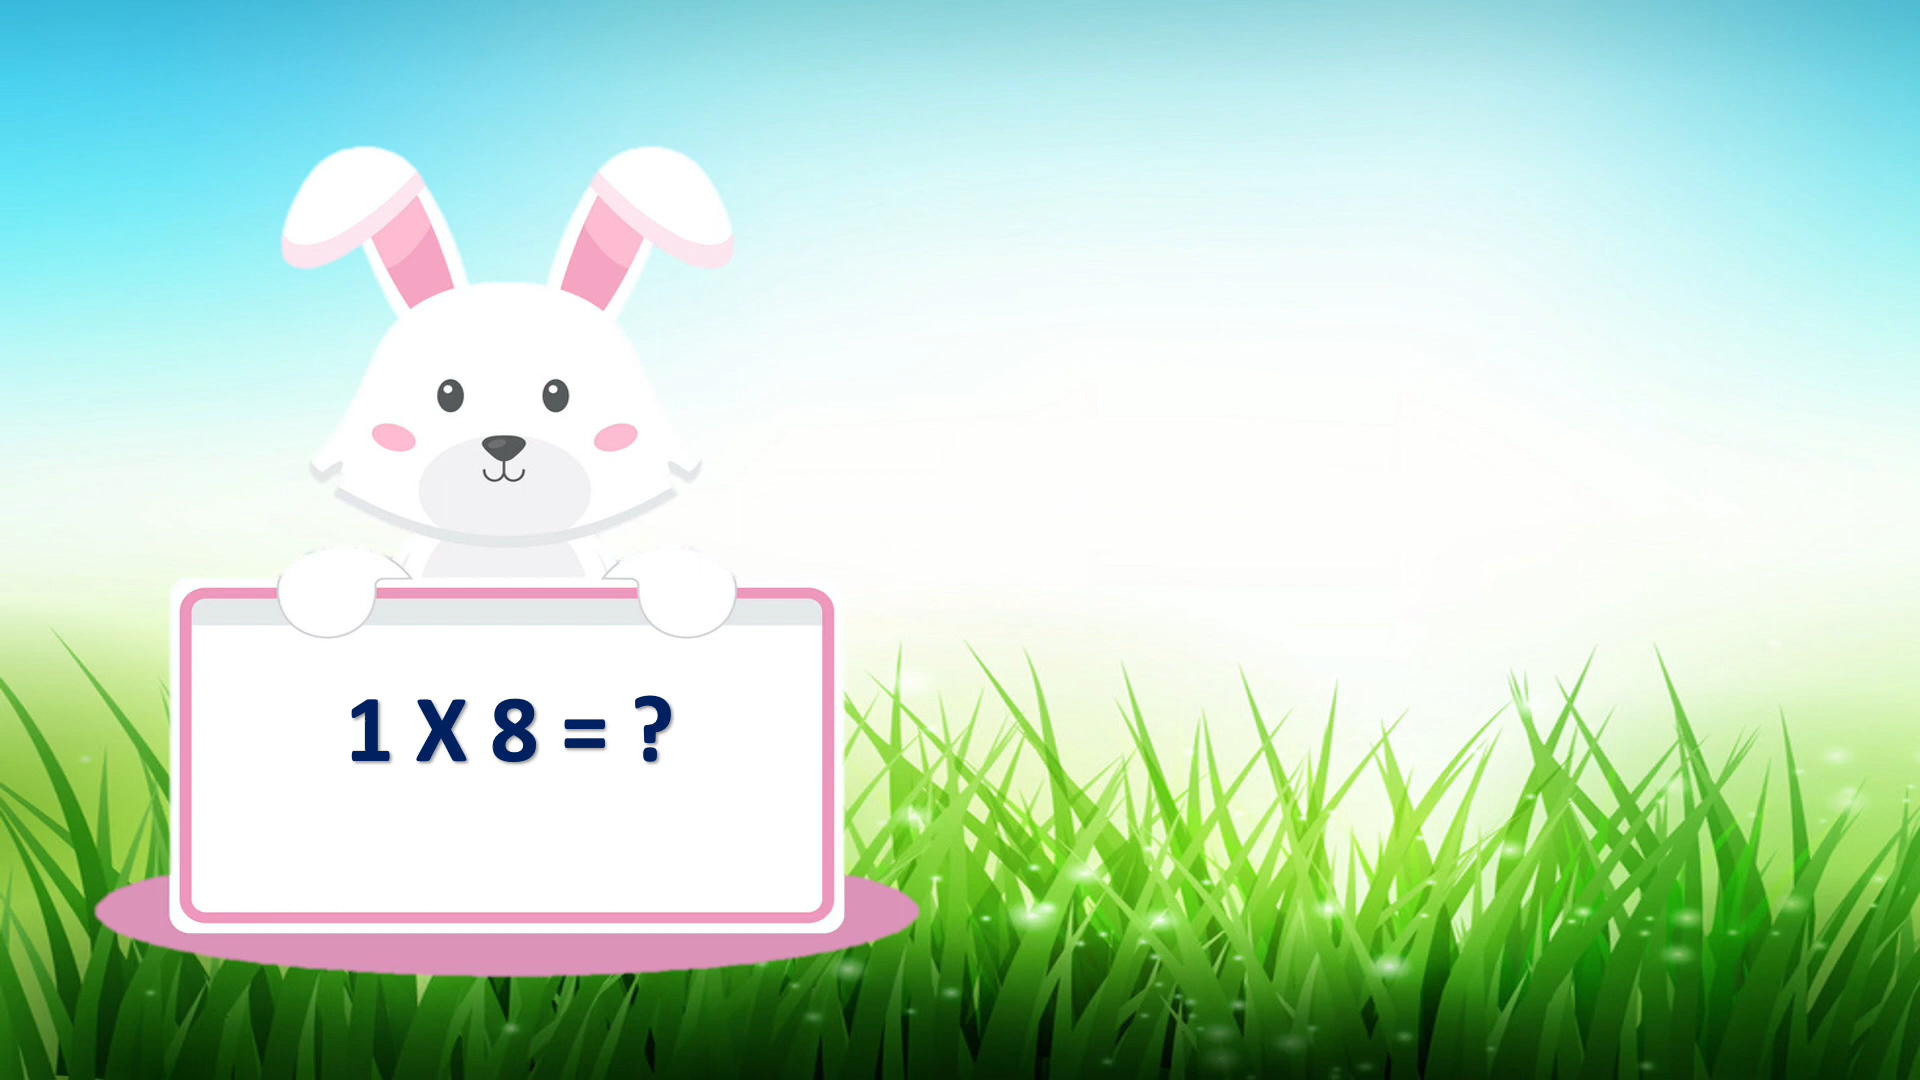 1 X 8 = ?